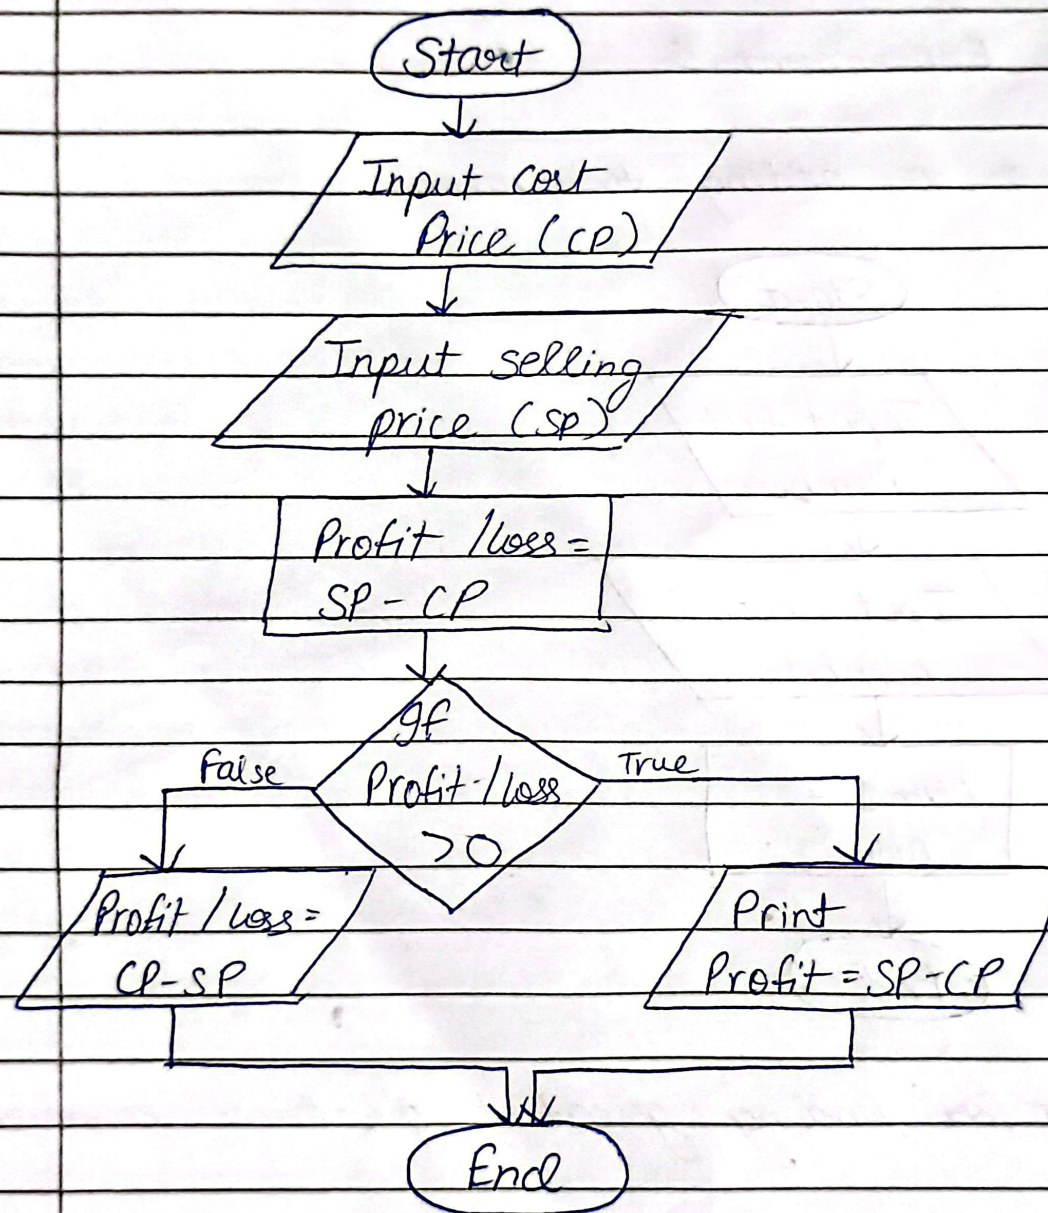 Start
Input cost
Price (CP)
Input selling
price (SP)
Profit / loss =
SP - CP
If
Profit / loss
> 0
False
True
Profit / loss =
CP - SP
Print
Profit = SP - CP
End